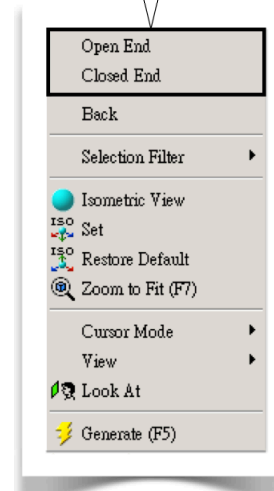 Open End
Closed End
Back
Selection Filter
Isometric View
ISO Set
ISO Restore Default
Zoom to Fit (F7)
Cursor Mode
View
Look At
Generate (F5)